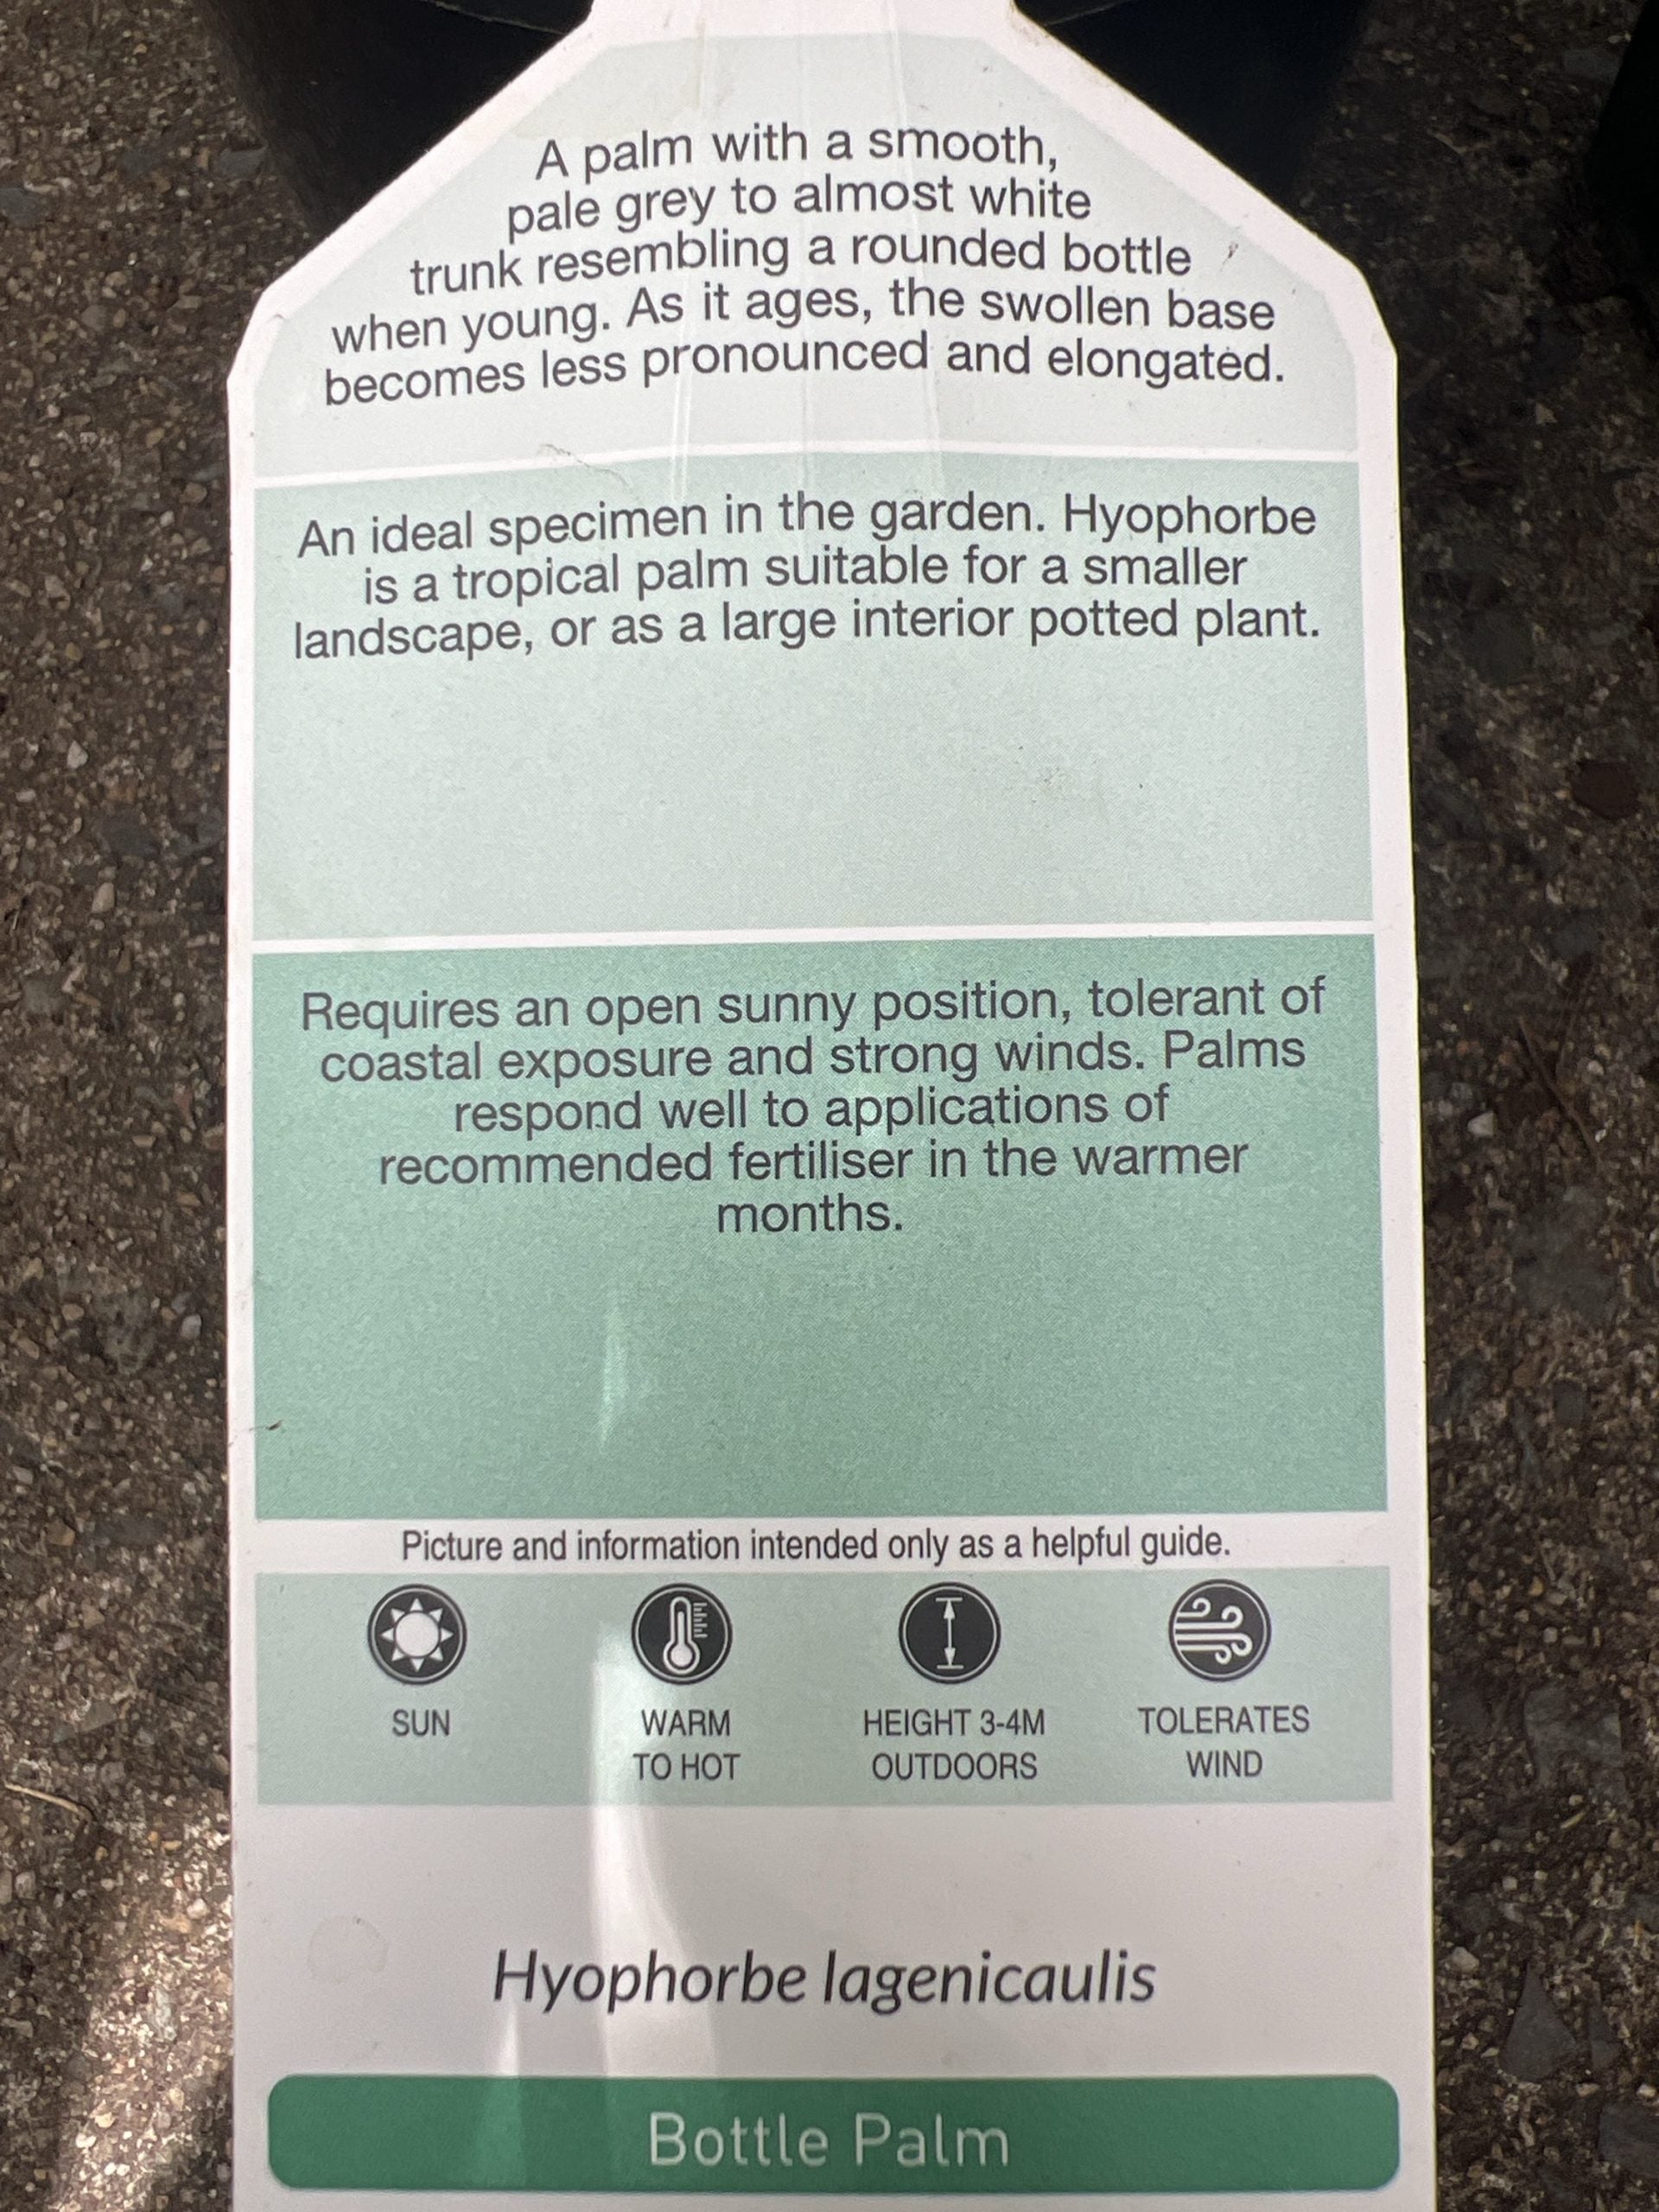 A palm with a smooth,
pale grey to almost white
trunk resembling a rounded bottle
when young. As it ages, the swollen base
becomes less pronounced and elongated.
An ideal specimen in the garden. Hyophorbe
is a tropical palm suitable for a smaller
landscape, or as a large interior potted plant.
Requires an open sunny position, tolerant of
coastal exposure and strong winds. Palms
respond well to applications of
recommended fertiliser in the warmer
months.
Picture and information intended only as a helpful guide.
SUN
WARM
TO HOT
HEIGHT 3-4M
OUTDOORS
TOLERATES
WIND
Hyophorbe lagenicaulis
Bottle Palm